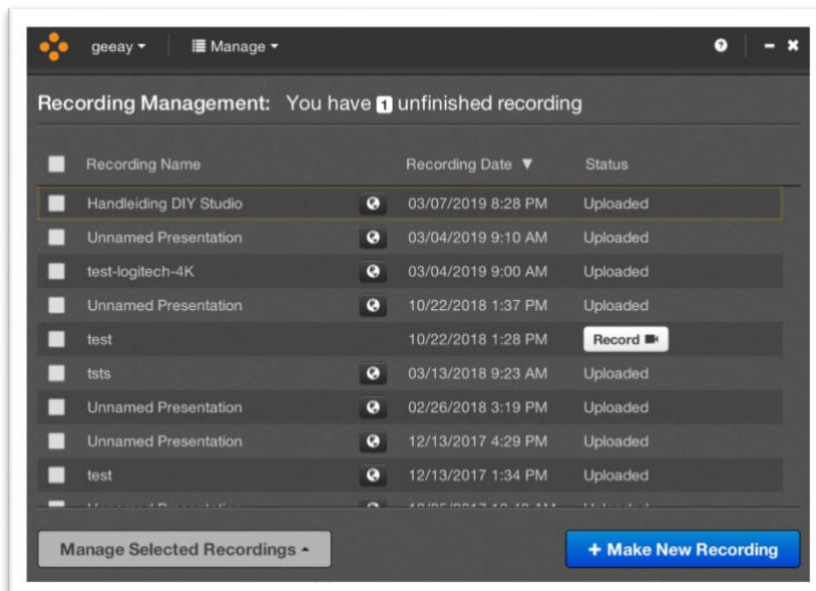 geeay Manage
Recording Management: You have 1 unfinished recording
Recording Name Recording Date ▼ Status
Handleiding DIY Studio 03/07/2019 8:28 PM Uploaded
Unnamed Presentation 03/04/2019 9:10 AM Uploaded
test-logitech-4K 03/04/2019 9:00 AM Uploaded
Unnamed Presentation 10/22/2018 1:37 PM Uploaded
test 10/22/2018 1:28 PM Record
tsts 03/13/2018 9:23 AM Uploaded
Unnamed Presentation 02/26/2018 3:19 PM Uploaded
Unnamed Presentation 12/13/2017 4:29 PM Uploaded
test 12/13/2017 1:34 PM Uploaded
Manage Selected Recordings + Make New Recording